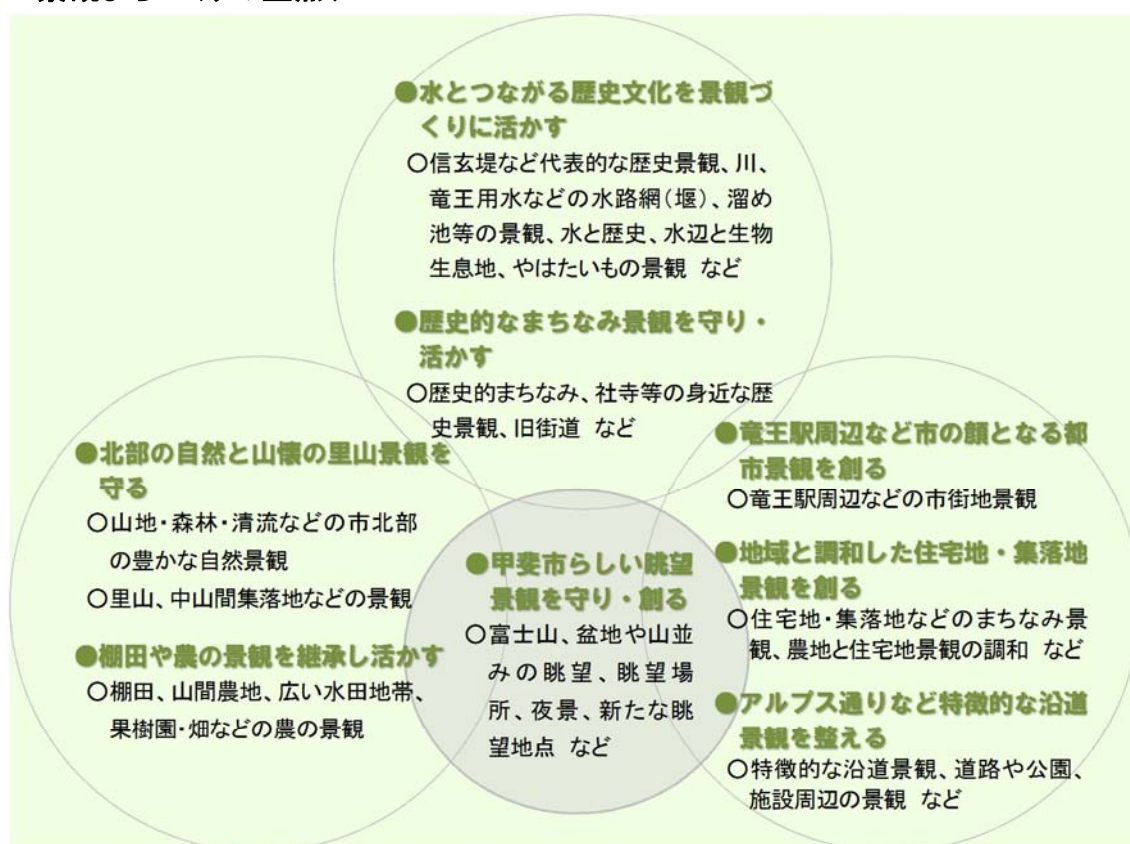 ●水とつながる歴史文化を景観づ
くりに活かす
○信玄堤など代表的な歴史景観、川、
竜王用水などの水路網(堰)、溜め
池等の景観、水と歴史、水辺と生物
生息地、やはたいもの景観 など
●歴史的なまちなみ景観を守り・
活かす
○歴史的まちなみ、社寺等の身近な歴
史景観、旧街道 など
●北部の自然と山懐の里山景観を
守る
○山地・森林・清流などの市北部
の豊かな自然景観
○里山、中山間集落地などの景観
●棚田や農の景観を継承し活かす
○棚田、山間農地、広い水田地帯、
果樹園・畑などの農の景観
●甲斐市らしい眺望
景観を守り・創る
○富士山、盆地や山並
みの眺望、眺望場
所、夜景、新たな眺
望地点 など
●竜王駅周辺など市の顔となる都
市景観を創る
○竜王駅周辺などの市街地景観
●地域と調和した住宅地・集落地
景観を創る
○住宅地・集落地などのまちなみ景
観、農地と住宅地景観の調和 など
●アルプス通りなど特徴的な沿道
景観を整える
○特徴的な沿道景観、道路や公園、
施設周辺の景観 など